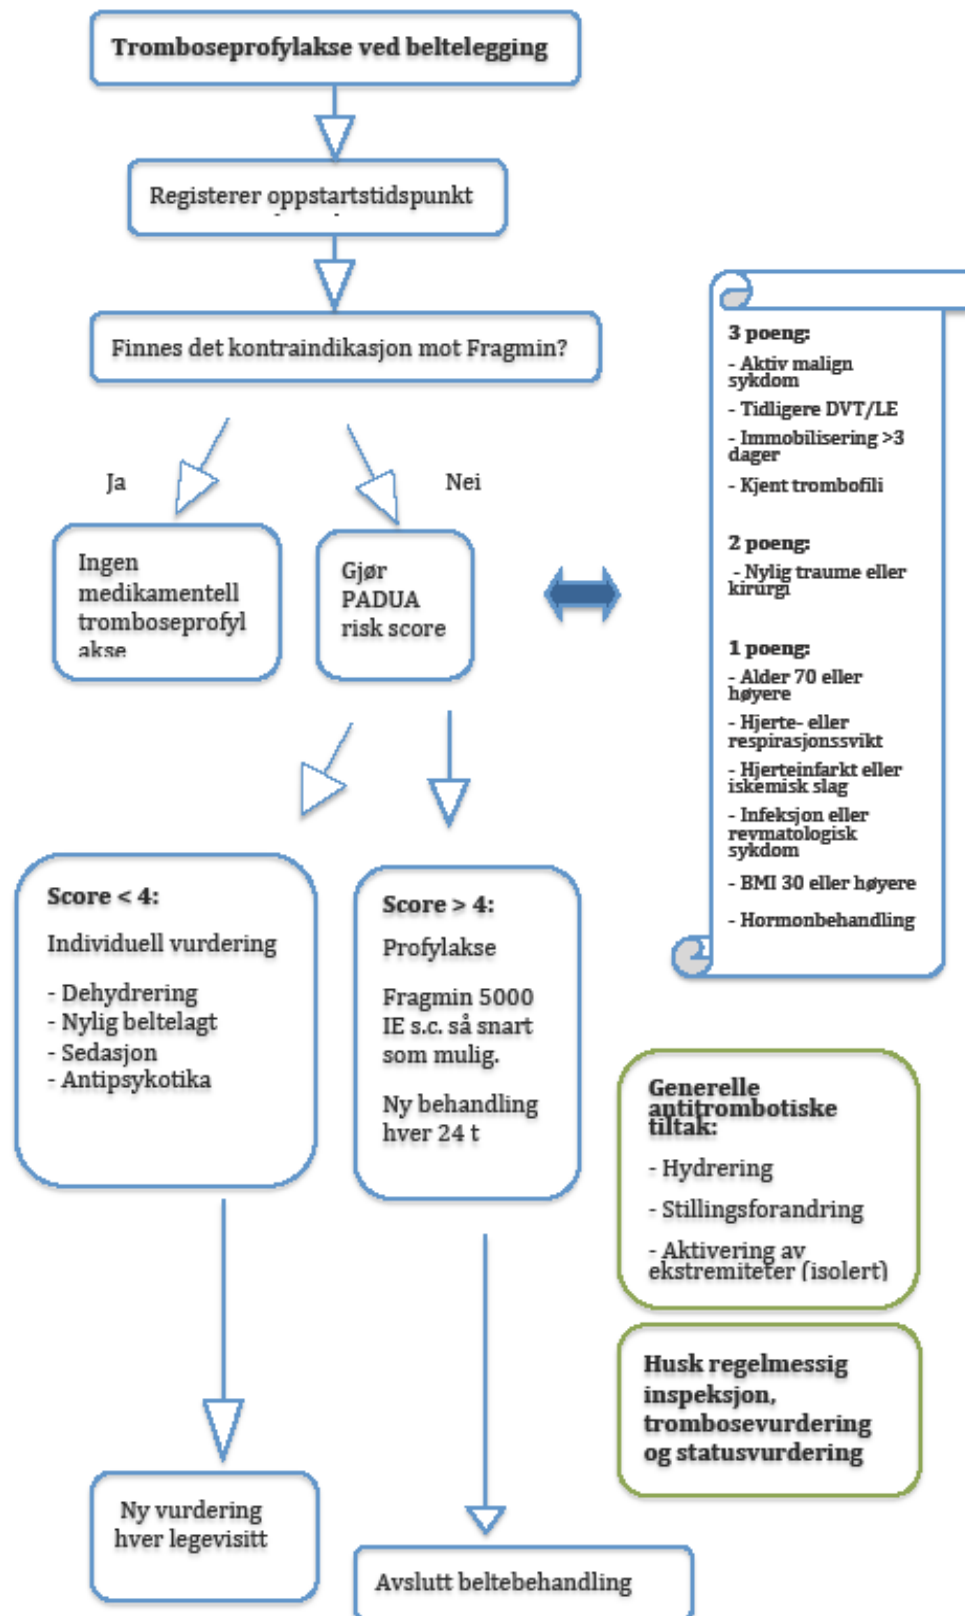 Tromboseprofylakse ved beltelegging
Registerer oppstartstidspunkt
Finnes det kontraindikasjon mot Fragmin?
Ja
Nei
Ingen
medikamentell
tromboseprofyl
akse
Gjør
PADUA
risk score
3 poeng:
- Aktiv malign
sykdom
- Tidligere DVT/LE
- Immobilisering >3
dager
- Kjent trombofili
2 poeng:
- Nylig traume eller
kirurgi
1 poeng:
- Alder 70 eller
høyere
- Hjerte- eller
respirasjonssvikt
- Hjerteinfarkt eller
iskemisk slag
- Infeksjon eller
revmatologisk
sykdom
- BMI 30 eller høyere
- Hormonbehandling
Score < 4:
Individuell vurdering
- Dehydrering
- Nylig beltelagt
- Sedasjon
- Antipsykotika
Score > 4:
Profylakse
Fragmin 5000
IE s.c. så snart
som mulig.
Ny behandling
hver 24 t
Generelle
antitrombotiske
tiltak:
- Hydrering
- Stillingsforandring
- Aktivering av
ekstremiteter (isolert)
Husk regelmessig
inspeksjon,
trombosevurdering
og statusvurdering
Ny vurdering
hver legevisitt
Avslutt beltebehandling